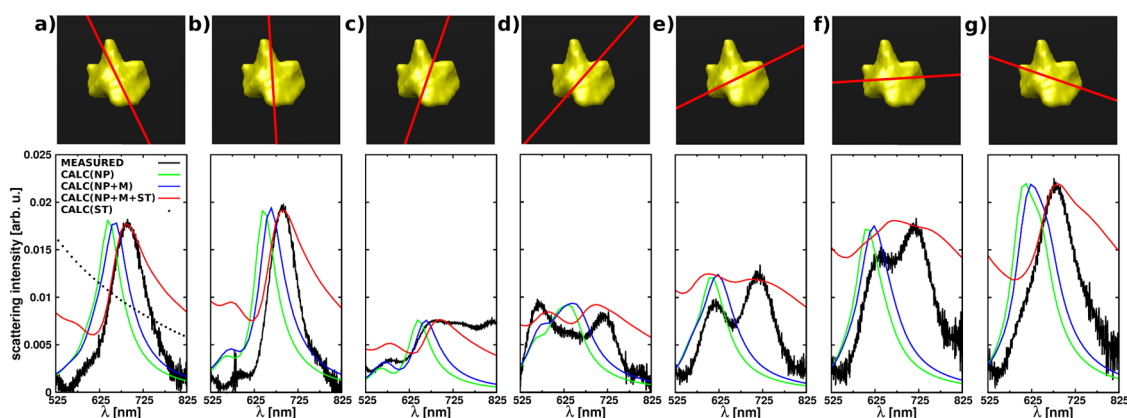 a) b) c) d) e) f) g)
0.025
0.02
0.015
0.01
0.005
0
scattering intensity [arb. u.]
MEASURED
CALC(NP)
CALC(NP+M)
CALC(NP+M+ST)
CALC(ST)
525 625 725 825 525 625 725 825 525 625 725 825 525 625 725 825 525 625 725 825 525 625 725 825 525 625 725 825
λ [nm] λ [nm] λ [nm] λ [nm] λ [nm] λ [nm] λ [nm]